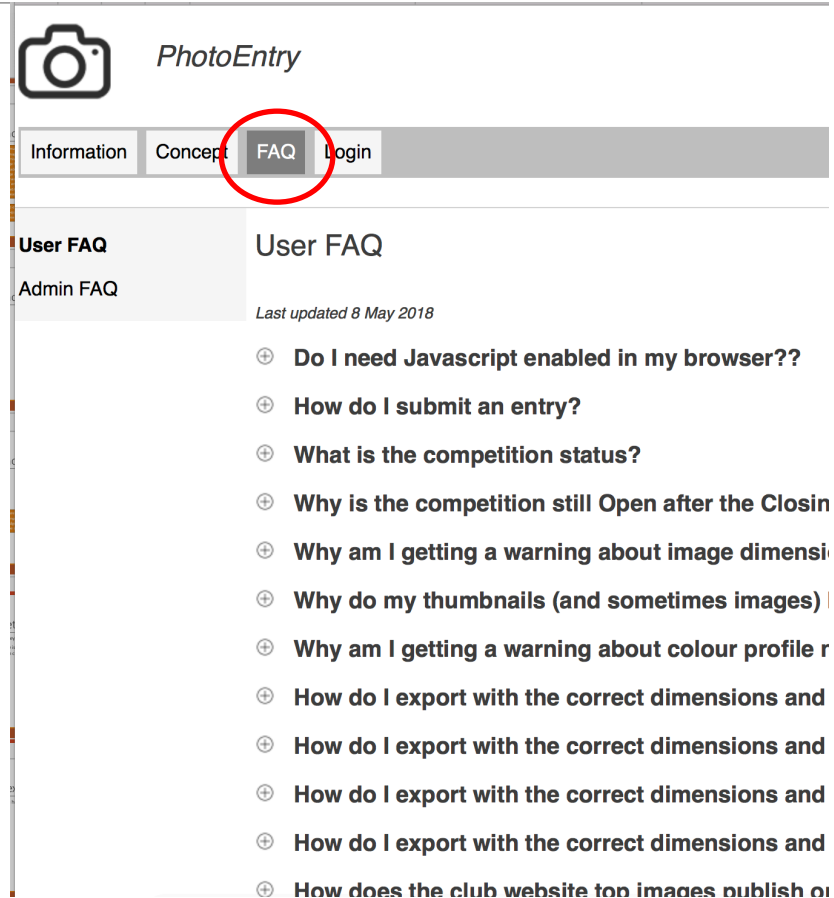 PhotoEntry
Information Concept FAQ Login
User FAQ
Admin FAQ
User FAQ
Last updated 8 May 2018
Do I need Javascript enabled in my browser??
How do I submit an entry?
What is the competition status?
Why is the competition still Open after the Closin
Why am I getting a warning about image dimensi
Why do my thumbnails (and sometimes images)
Why am I getting a warning about colour profile
How do I export with the correct dimensions and
How do I export with the correct dimensions and
How do I export with the correct dimensions and
How do I export with the correct dimensions and
How does the club website top images publish